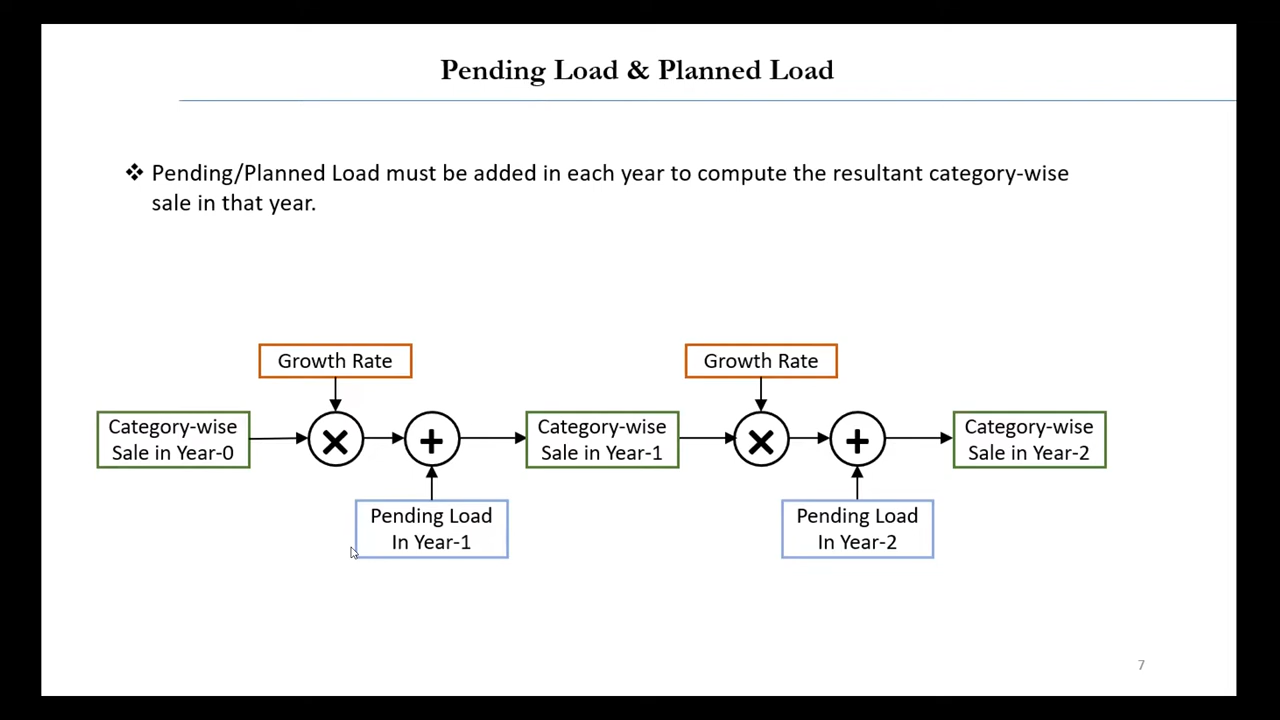 Pending Load & Planned Load
❖ Pending/Planned Load must be added in each year to compute the resultant category-wise
sale in that year.
Growth Rate
Growth Rate
Category-wise
Sale in Year-0
×
+
Category-wise
Sale in Year-1
×
+
Category-wise
Sale in Year-2
Pending Load
In Year-1
Pending Load
In Year-2
7